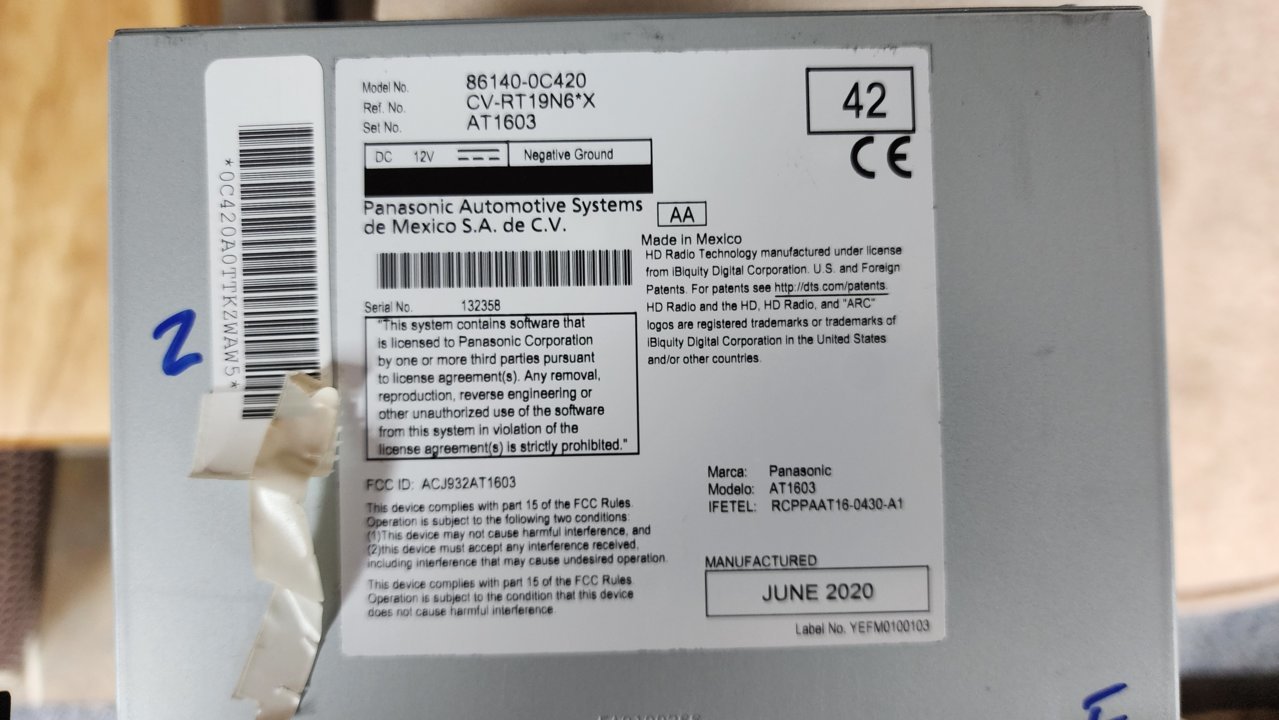 Model No. 86140-0C420
Ref. No. CV-RT19N6*X
Set No. AT1603
42
CE
DC 12V Negative Ground
Panasonic Automotive Systems
de Mexico S.A. de C.V.
AA
Made in Mexico
HD Radio Technology manufactured under license
from iBiquity Digital Corporation. U.S. and Foreign
Patents. For patents see http://dts.com/patents.
HD Radio and the HD, HD Radio, and "ARC"
logos are registered trademarks or trademarks of
iBiquity Digital Corporation in the United States
and/or other countries.
Serial No. 132358
"This system contains software that
is licensed to Panasonic Corporation
by one or more third parties pursuant
to license agreement(s). Any removal,
reproduction, reverse engineering or
other unauthorized use of the software
from this system in violation of the
license agreement(s) is strictly prohibited."
FCC ID: ACJ932AT1603
This device complies with part 15 of the FCC Rules.
Operation is subject to the following two conditions:
(1)This device may not cause harmful interference, and
(2)this device must accept any interference received,
including interference that may cause undesired operation.
This device complies with part 15 of the FCC Rules.
Operation is subject to the condition that this device
does not cause harmful interference.
Marca: Panasonic
Modelo: AT1603
IFETEL: RCPPAAT16-0430-A1
MANUFACTURED
JUNE 2020
Label No. YEFM0100103
*0C420A0TTKZWAW5*
2